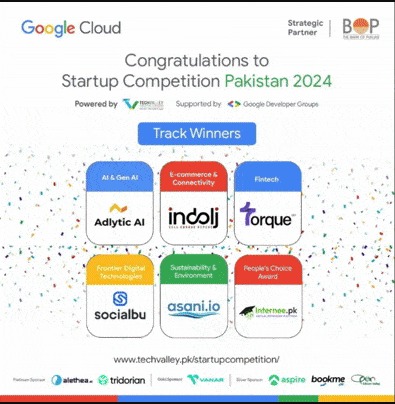 Google Cloud
Strategic
Partner
BOP
THE BANK OF PUNJAB
Congratulations to
Startup Competition Pakistan 2024
Powered by TECHVALLEY Supported by Google Developer Groups
Track Winners
AI & Gen AI
Adlytic AI
E-commerce &
Connectivity
indolj
Fintech
Torque
Frontier Digital
Technologies
socialbu
Sustainability &
Environment
asani.io
People's Choice
Award
Internee.pk
www.techvalley.pk/startupcompetition/
alethea.ai tridorian VANAR aspire bookme